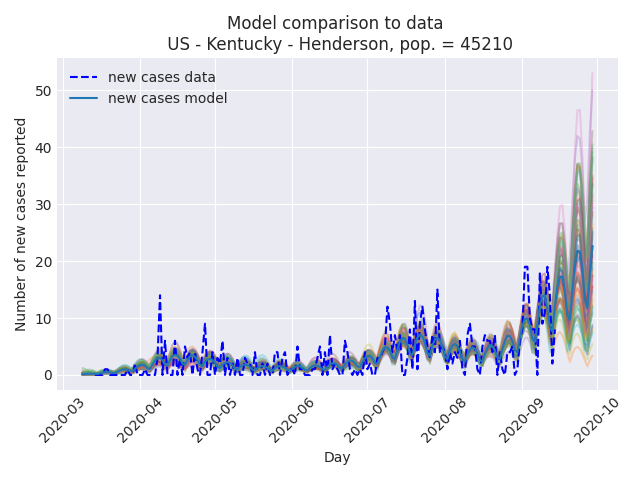 Model comparison to data
US - Kentucky - Henderson, pop. = 45210
new cases data
new cases model
Number of new cases reported
50
40
30
20
10
0
2020-03
2020-04
2020-05
2020-06
2020-07
2020-08
2020-09
2020-10
Day